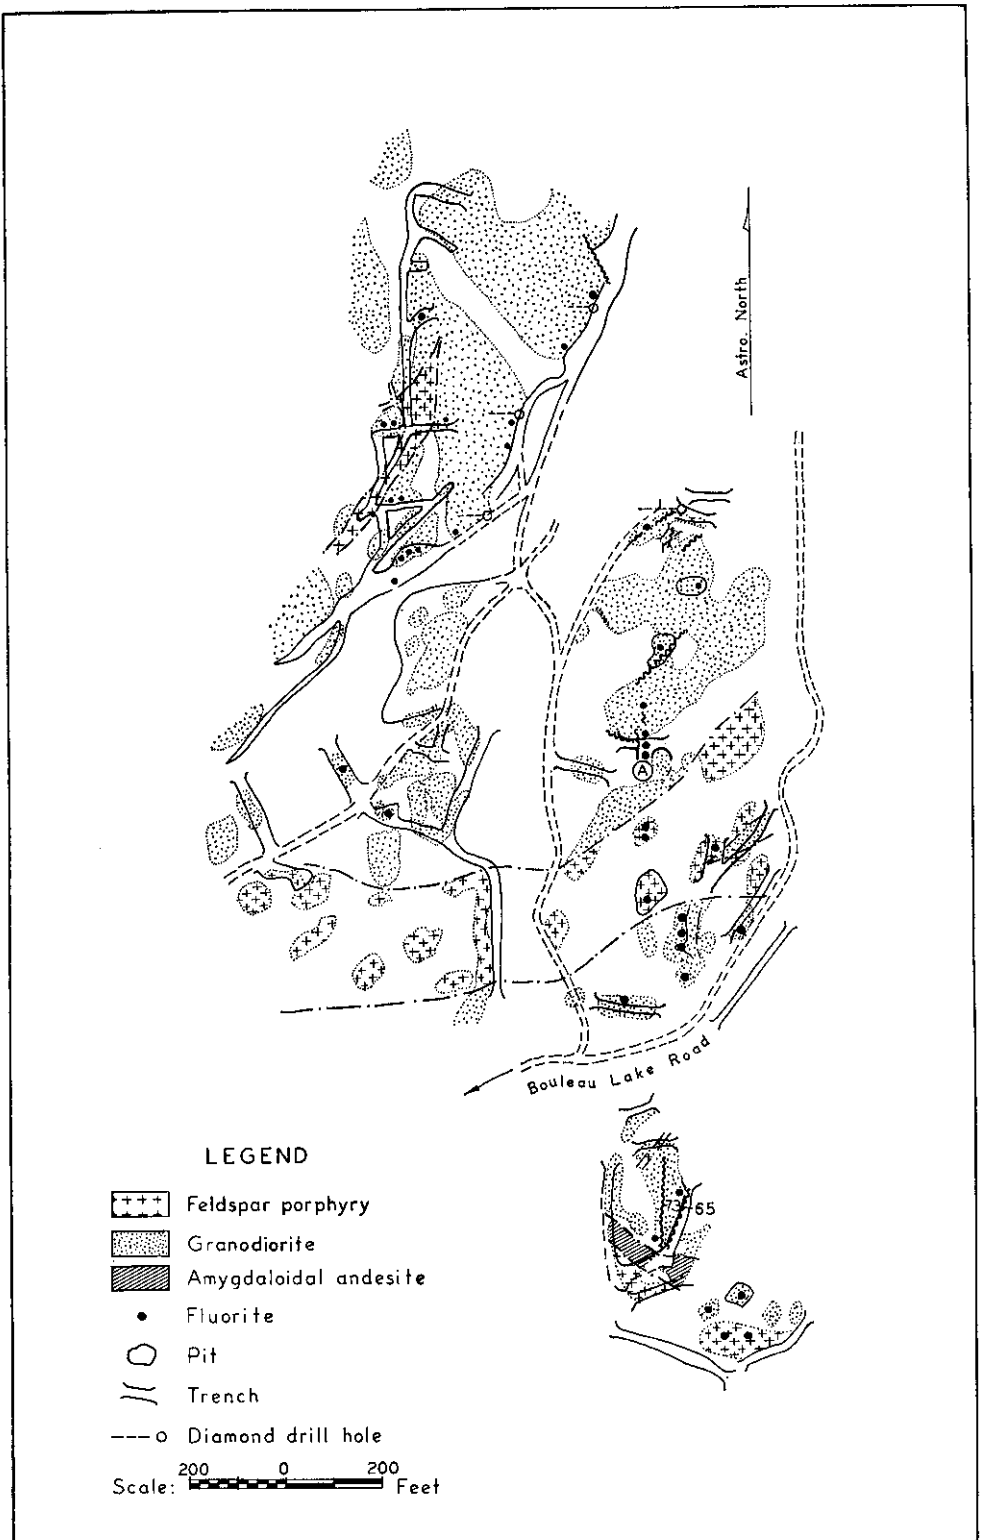 Astro. North
A
Bouleau Lake Road
73-65
LEGEND
Feldspar porphyry
Granodiorite
Amygdaloidal andesite
Fluorite
Pit
Trench
Diamond drill hole
200 0 200
Scale: Feet